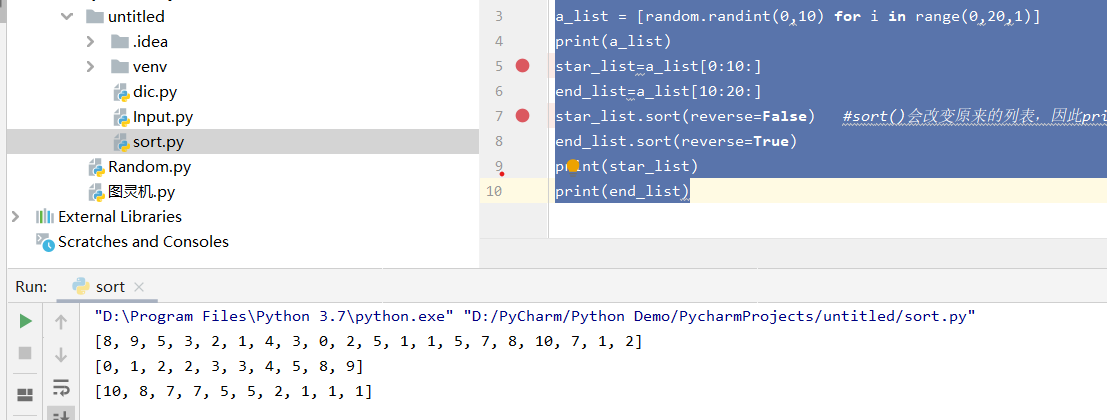 untitled
.idea
venv
dic.py
Input.py
sort.py
Random.py
图灵机.py
External Libraries
Scratches and Consoles
3 a_list = [random.randint(0,10) for i in range(0,20,1)]
4 print(a_list)
5 star_list=a_list[0:10:]
6 end_list=a_list[10:20:]
7 star_list.sort(reverse=False) #sort()会改变原来的列表，因此pri
8 end_list.sort(reverse=True)
9 print(star_list)
10 print(end_list)
Run: sort
"D:\Program Files\Python 3.7\python.exe" "D:/PyCharm/Python Demo/PycharmProjects/untitled/sort.py"
[8, 9, 5, 3, 2, 1, 4, 3, 0, 2, 5, 1, 1, 5, 7, 8, 10, 7, 1, 2]
[0, 1, 2, 2, 3, 3, 4, 5, 8, 9]
[10, 8, 7, 7, 5, 5, 2, 1, 1, 1]